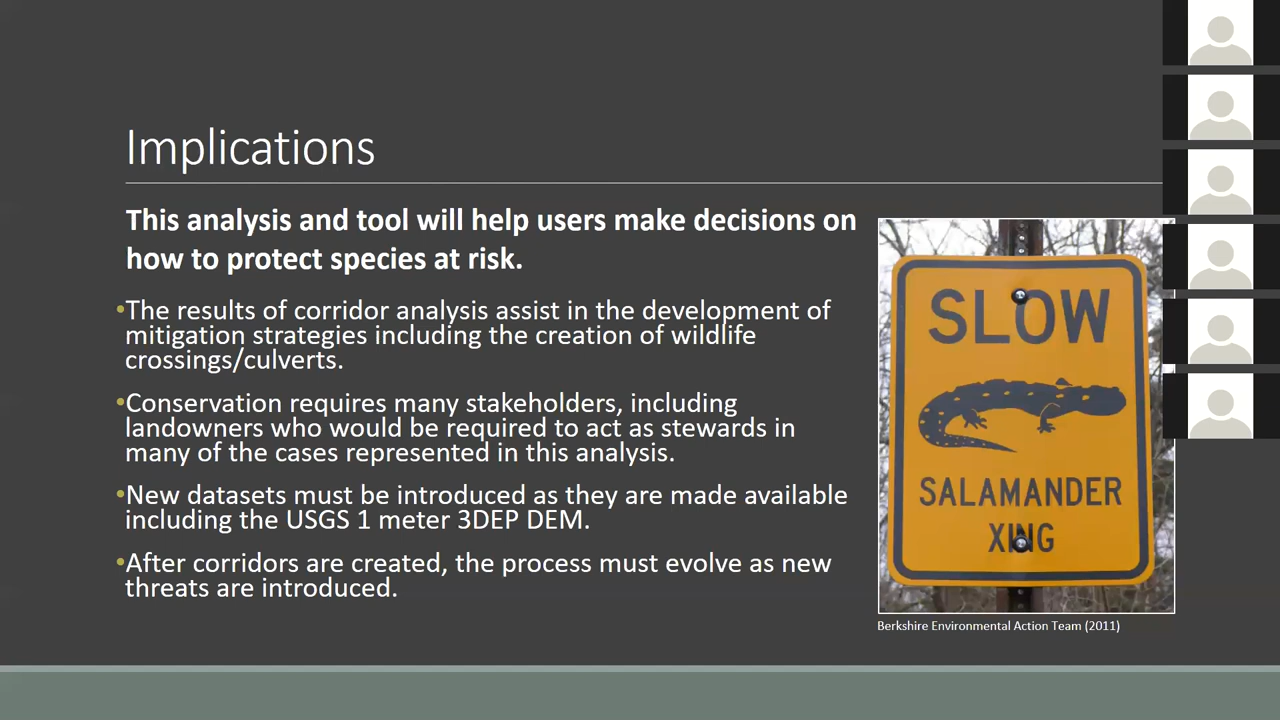 Implications
This analysis and tool will help users make decisions on
how to protect species at risk.
•The results of corridor analysis assist in the development of
mitigation strategies including the creation of wildlife
crossings/culverts.
•Conservation requires many stakeholders, including
landowners who would be required to act as stewards in
many of the cases represented in this analysis.
•New datasets must be introduced as they are made available
including the USGS 1 meter 3DEP DEM.
•After corridors are created, the process must evolve as new
threats are introduced.
SLOW
SALAMANDER
XING
Berkshire Environmental Action Team (2011)